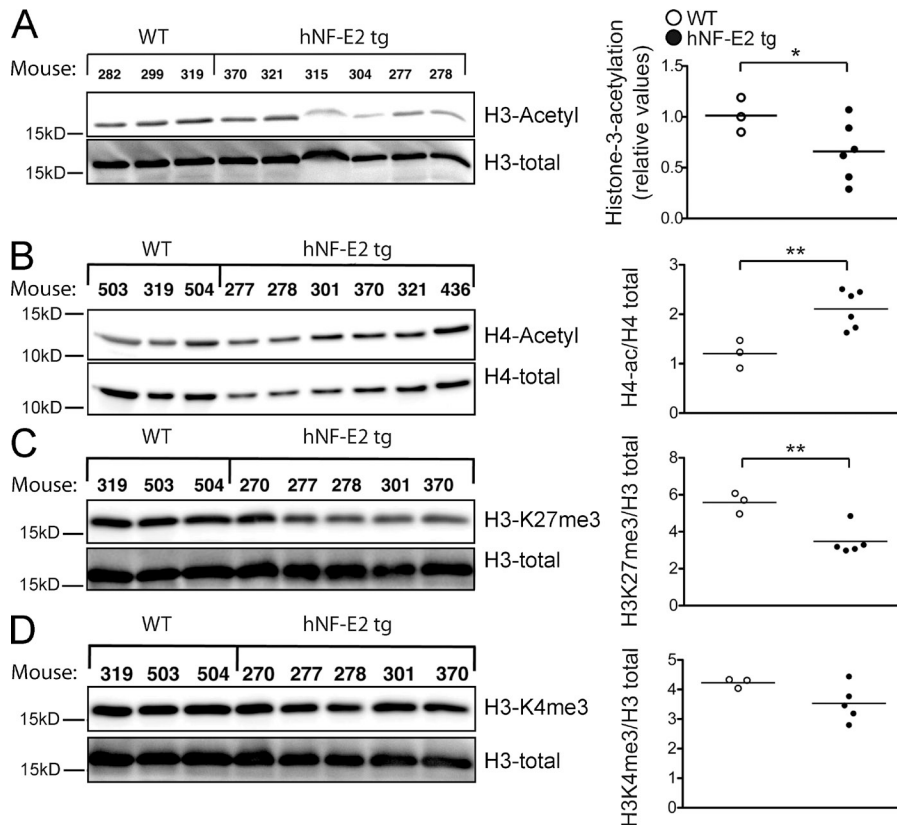 A
WT
hNF-E2 tg
Mouse: 282 299 319 370 321 315 304 277 278
H3-Acetyl
15kD
H3-total
15kD
WT
hNF-E2 tg
*
Histone-3-acetylation
(relative values)
1.5
1.0
0.5
0.0
B
WT
hNF-E2 tg
Mouse: 503 319 504 277 278 301 370 321 436
15kD
H4-Acetyl
10kD
H4-total
10kD
**
H4-ac/H4 total
3
2
1
0
C
WT
hNF-E2 tg
319 503 504 270 277 278 301 370
H3-K27me3
15kD
H3-total
15kD
**
H3K27me3/H3 total
8
6
4
2
0
D
WT
hNF-E2 tg
Mouse: 319 503 504 270 277 278 301 370
H3-K4me3
15kD
H3-total
15kD
H3K4me3/H3 total
5
4
3
2
1
0